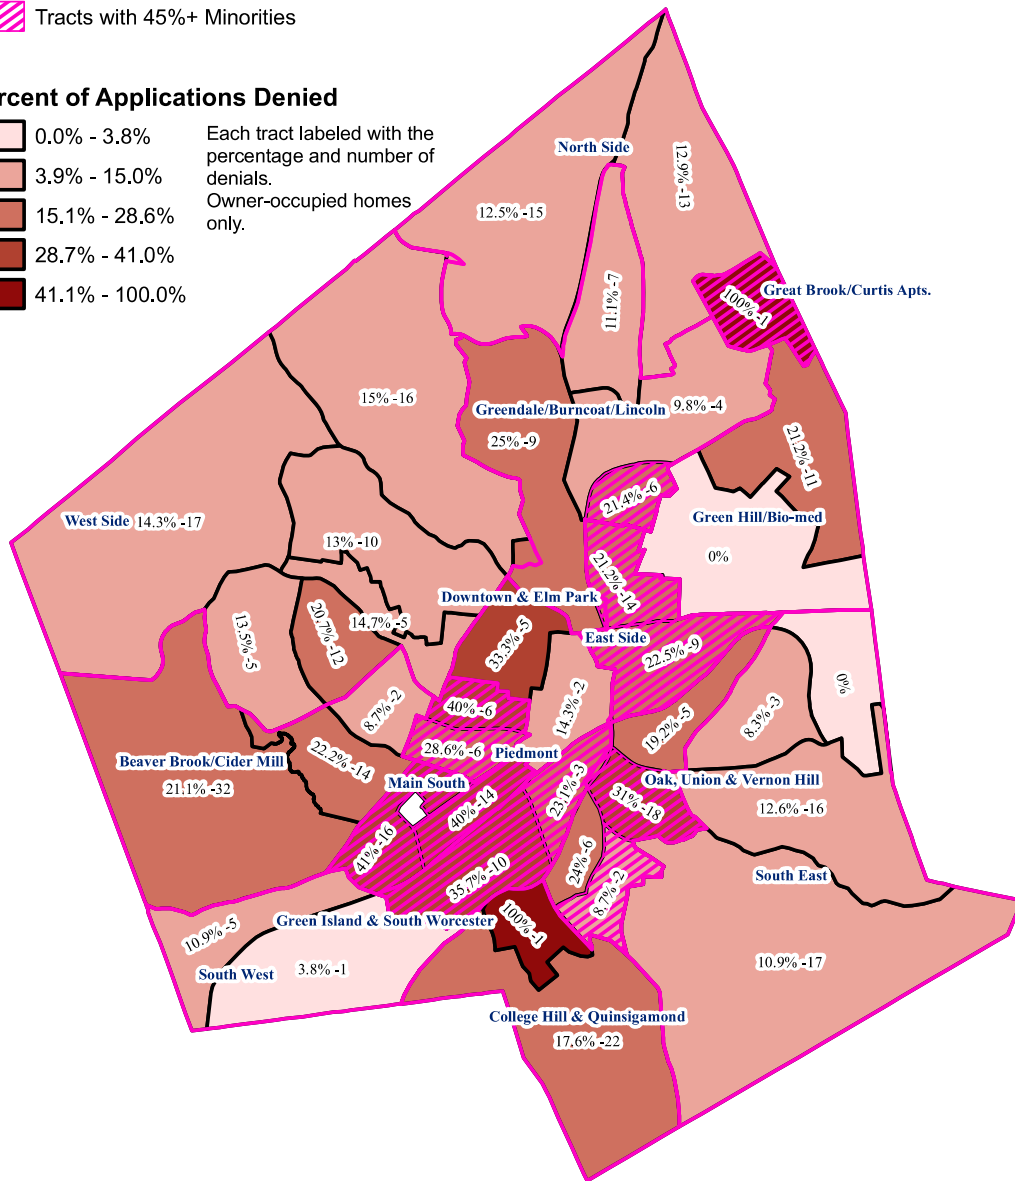 Tracts with 45%+ Minorities
rcent of Applications Denied
0.0% - 3.8%
3.9% - 15.0%
15.1% - 28.6%
28.7% - 41.0%
41.1% - 100.0%
Each tract labeled with the
percentage and number of
denials.
Owner-occupied homes
only.
North Side
12.9% -13
12.5% -15
11.1% -7
Great Brook/Curtis Apts.
100% -1
15% -16
Greendale/Burncoat/Lincoln
9.8% -4
25% -9
21.2% -11
21.4% -6
West Side
14.3% -17
Green Hill/Bio-med
13% -10
0%
21.2% -14
Downtown & Elm Park
20.7% -12
14.7% -5
13.5% -5
33.3% -5
East Side
22.5% -9
0%
8.7% -2
40% -6
14.3% -2
8.3% -3
19.2% -5
28.6% -6
Piedmont
22.2% -14
Beaver Brook/Cider Mill
21.1% -32
Main South
23.1% -3
Oak, Union & Vernon Hill
40% -14
31% -18
12.6% -16
41% -16
24% -6
35.7% -10
South East
8.7% -2
Green Island & South Worcester
100% -1
10.9% -5
South West
3.8% -1
10.9% -17
College Hill & Quinsigamond
17.6% -22